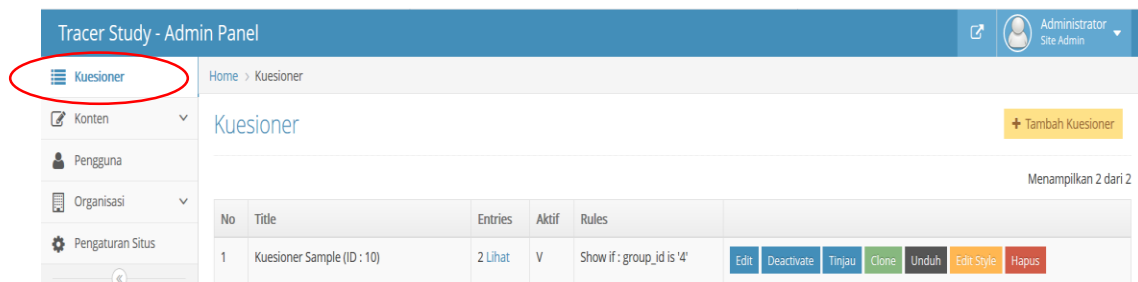 Tracer Study - Admin Panel
Administrator
Site Admin
Kuesioner
Home > Kuesioner
Konten
Kuesioner
+ Tambah Kuesioner
Pengguna
Menampilkan 2 dari 2
Organisasi
No Title Entries Aktif Rules
Pengaturan Situs
1 Kuesioner Sample (ID : 10) 2 Lihat V Show if : group_id is '4' Edit Deactivate Tinjau Clone Unduh Edit Style Hapus